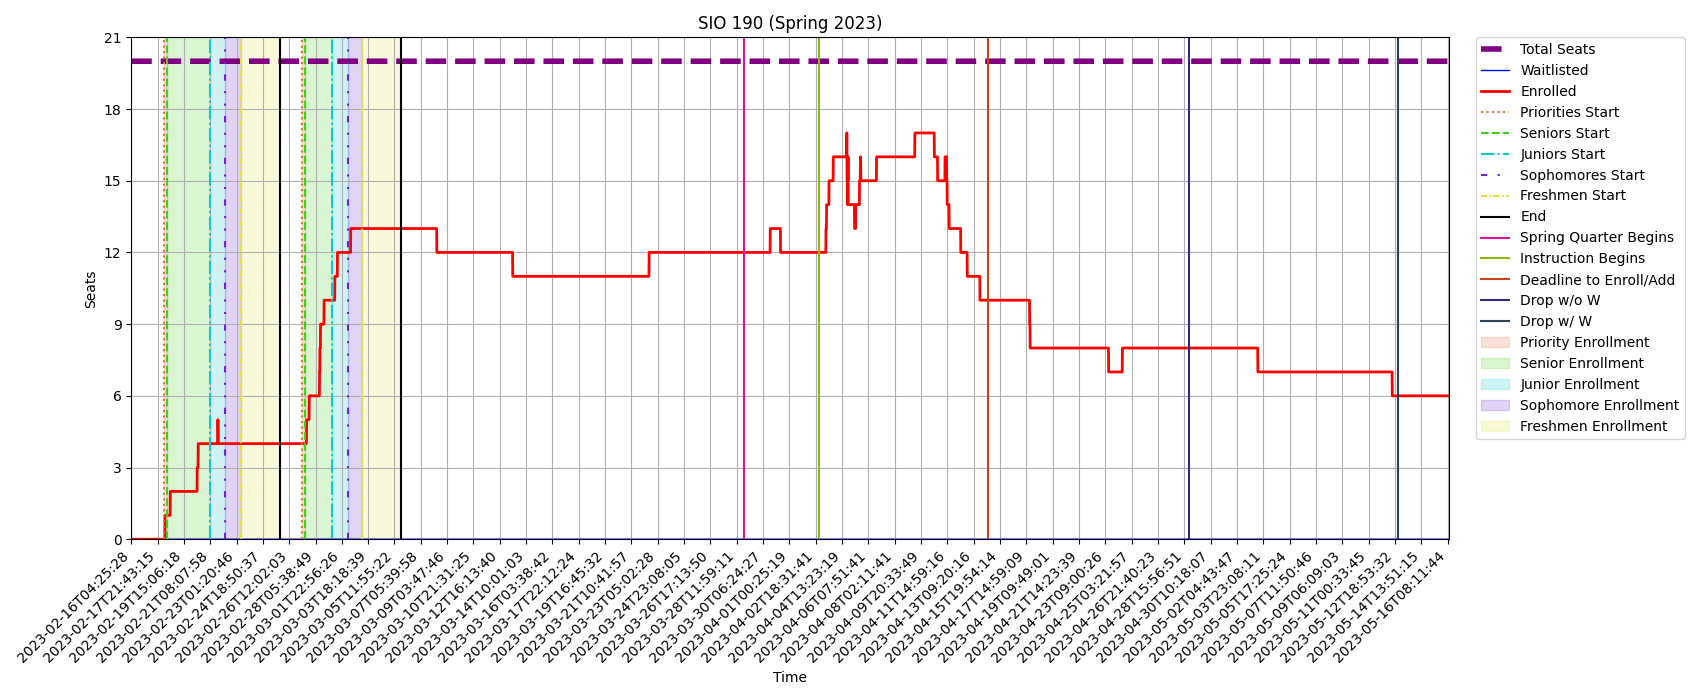 SIO 190 (Spring 2023)
21
18
15
12
9
6
3
0
Seats
2023-02-16T04:25:28
2023-02-17T21:43:15
2023-02-19T15:06:18
2023-02-21T08:07:58
2023-02-23T01:20:46
2023-02-24T18:50:37
2023-02-26T12:02:03
2023-02-28T05:38:49
2023-03-01T22:56:26
2023-03-03T18:18:39
2023-03-05T11:55:22
2023-03-07T05:39:58
2023-03-09T03:47:46
2023-03-10T21:31:25
2023-03-12T16:13:40
2023-03-14T10:01:03
2023-03-16T03:38:42
2023-03-17T22:12:24
2023-03-19T16:45:32
2023-03-21T10:41:57
2023-03-23T05:02:28
2023-03-24T23:08:05
2023-03-26T17:13:50
2023-03-28T11:59:11
2023-03-30T06:24:27
2023-04-01T00:25:19
2023-04-02T18:31:41
2023-04-04T13:23:19
2023-04-06T07:51:41
2023-04-08T02:11:41
2023-04-09T20:33:49
2023-04-11T14:59:16
2023-04-13T09:20:16
2023-04-15T19:54:14
2023-04-17T14:59:09
2023-04-19T09:49:01
2023-04-21T14:23:39
2023-04-23T09:00:26
2023-04-25T03:21:57
2023-04-26T21:40:23
2023-04-28T15:56:51
2023-04-30T10:18:07
2023-05-02T04:43:47
2023-05-03T23:08:11
2023-05-05T17:25:24
2023-05-07T11:50:46
2023-05-09T06:09:03
2023-05-11T00:33:45
2023-05-12T18:53:32
2023-05-14T13:51:15
2023-05-16T08:11:44
Time
Total Seats
Waitlisted
Enrolled
Priorities Start
Seniors Start
Juniors Start
Sophomores Start
Freshmen Start
End
Spring Quarter Begins
Instruction Begins
Deadline to Enroll/Add
Drop w/o W
Drop w/ W
Priority Enrollment
Senior Enrollment
Junior Enrollment
Sophomore Enrollment
Freshmen Enrollment